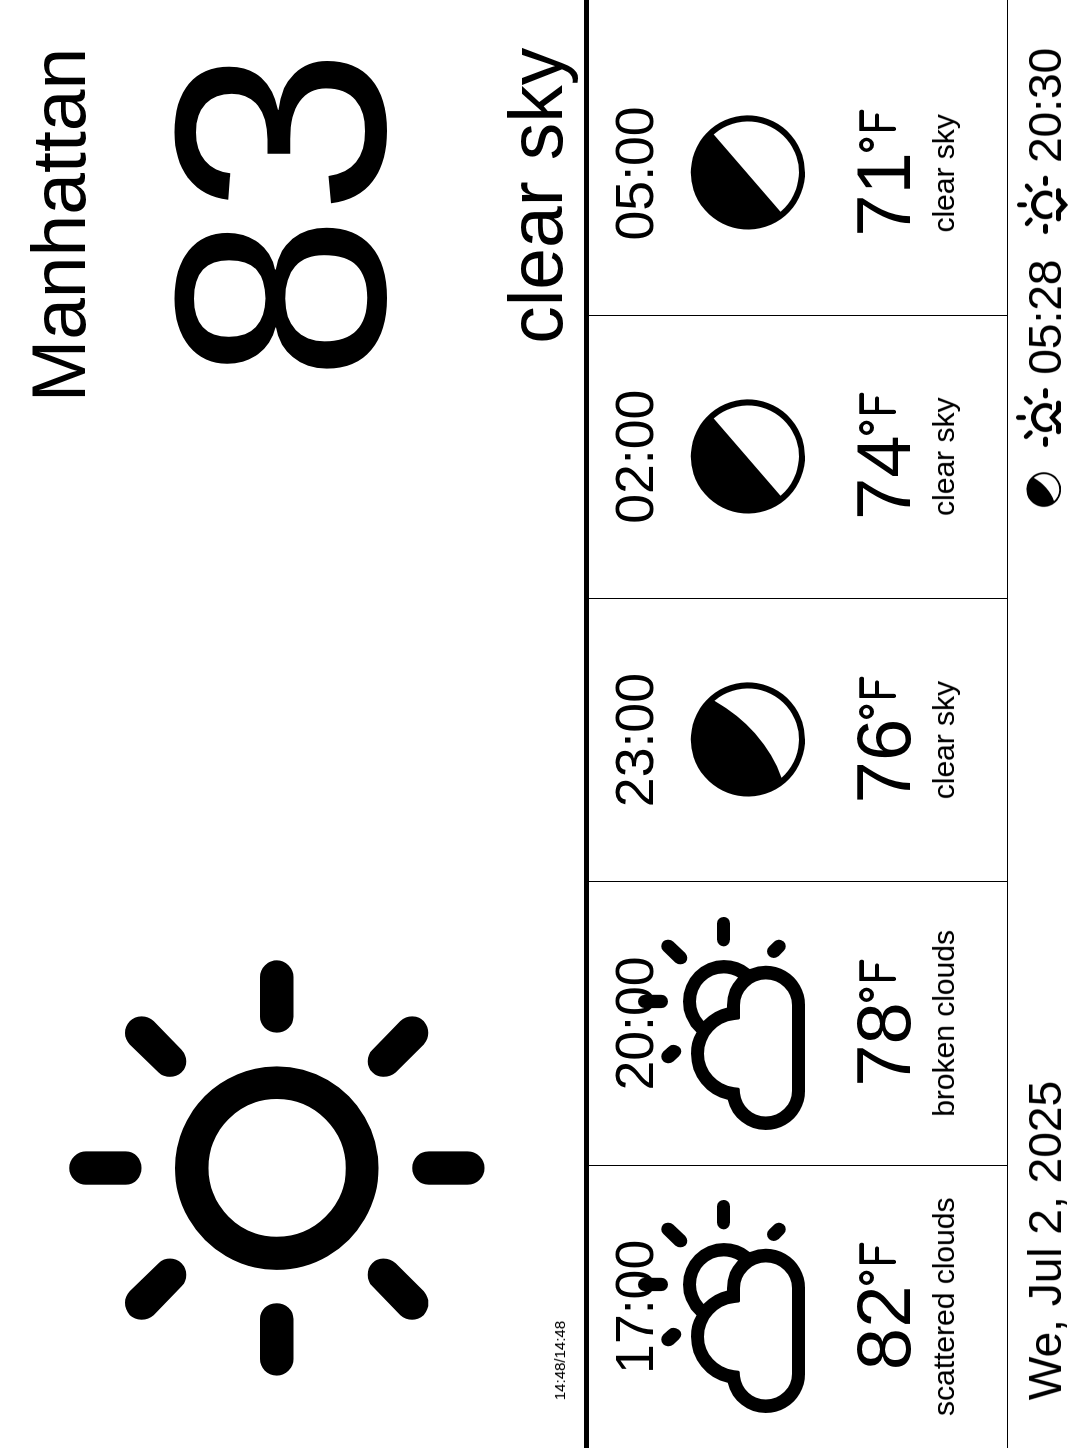 Manhattan
83
clear sky
14:48/14:48
17:00 20:00 23:00 02:00 05:00
82°F 78°F 76°F 74°F 71°F
scattered clouds broken clouds clear sky clear sky clear sky
We, Jul 2, 2025 05:28 20:30